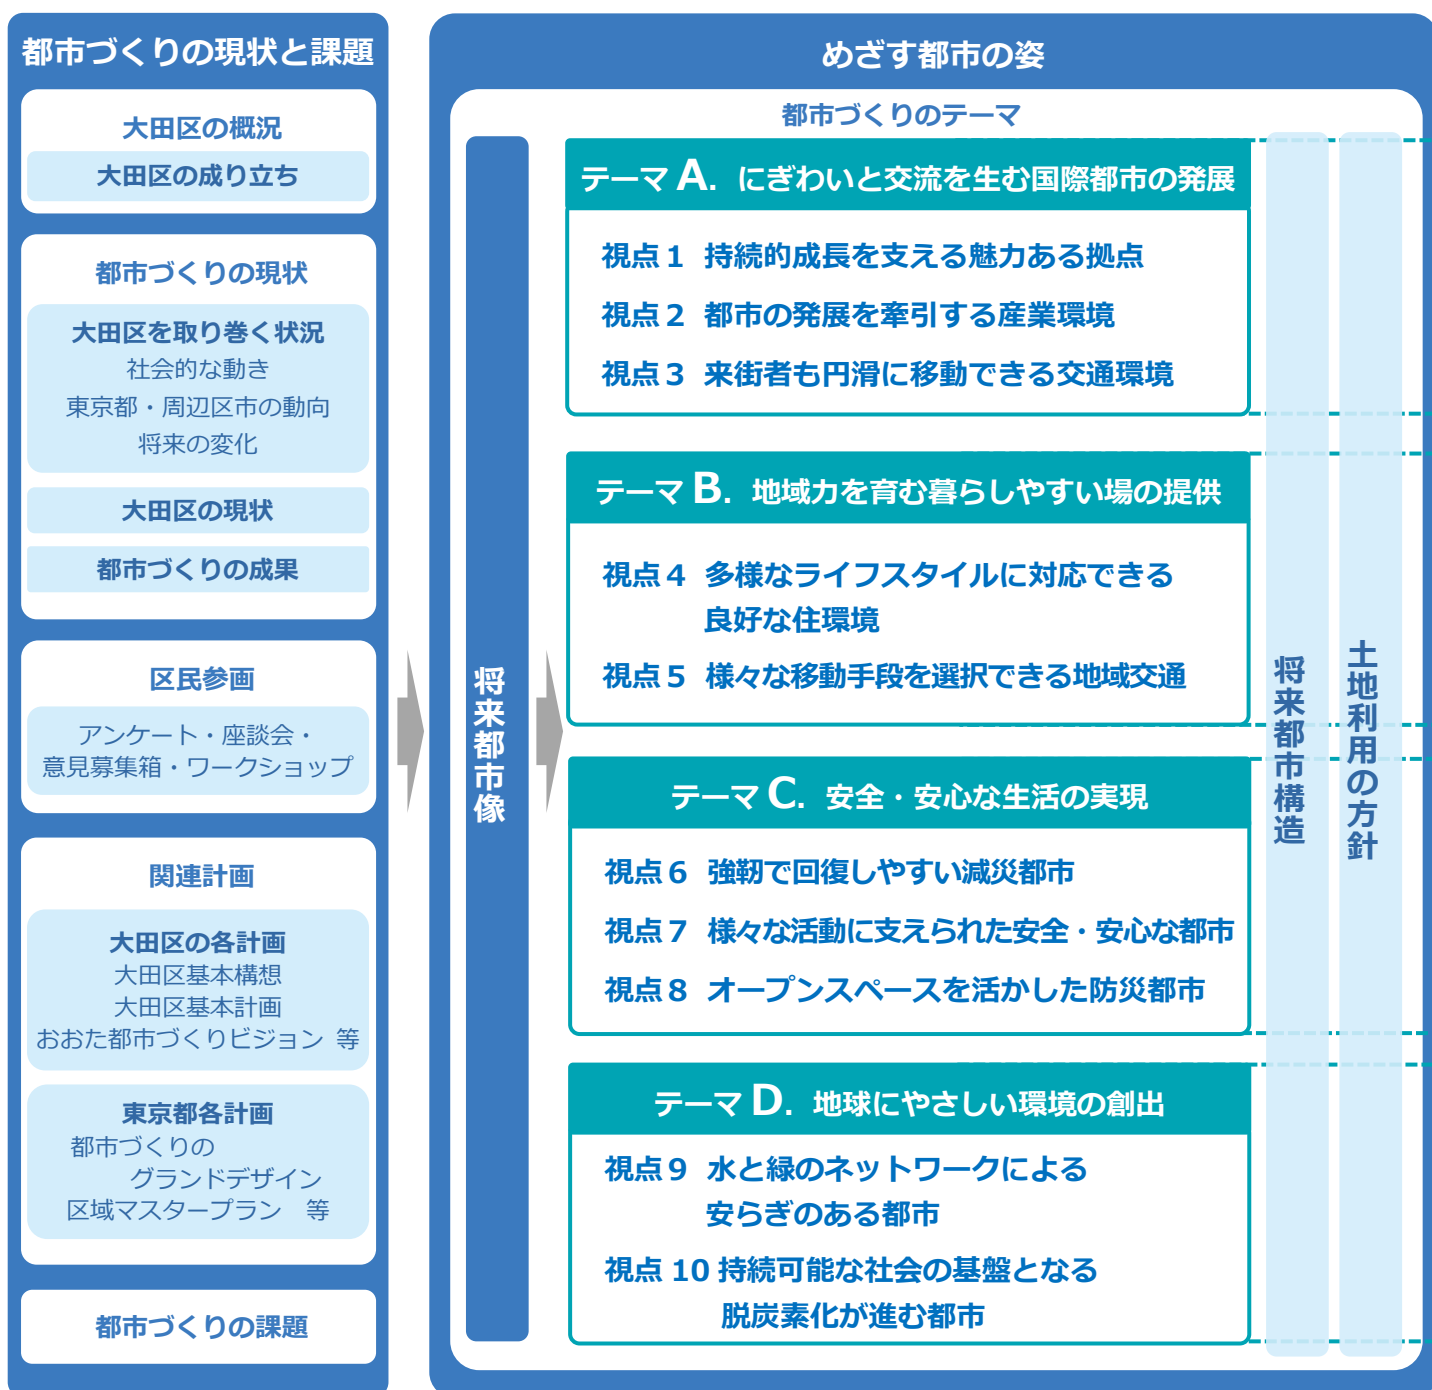 都市づくりの現状と課題
大田区の概況
大田区の成り立ち
都市づくりの現状
大田区を取り巻く状況
社会的な動き
東京都・周辺区市の動向
将来の変化
大田区の現状
都市づくりの成果
区民参画
アンケート・座談会・
意見募集箱・ワークショップ
関連計画
大田区の各計画
大田区基本構想
大田区基本計画
おおた都市づくりビジョン 等
東京都各計画
都市づくりの
グランドデザイン
区域マスタープラン 等
都市づくりの課題
めざす都市の姿
将来都市像
都市づくりのテーマ
テーマ A. にぎわいと交流を生む国際都市の発展
視点1 持続的成長を支える魅力ある拠点
視点2 都市の発展を牽引する産業環境
視点3 来街者も円滑に移動できる交通環境
テーマ B. 地域力を育む暮らしやすい場の提供
視点4 多様なライフスタイルに対応できる
良好な住環境
視点5 様々な移動手段を選択できる地域交通
テーマ C. 安全・安心な生活の実現
視点6 強靭で回復しやすい減災都市
視点7 様々な活動に支えられた安全・安心な都市
視点8 オープンスペースを活かした防災都市
テーマ D. 地球にやさしい環境の創出
視点9 水と緑のネットワークによる
安らぎのある都市
視点 10 持続可能な社会の基盤となる
脱炭素化が進む都市
将来都市構造
土地利用の方針